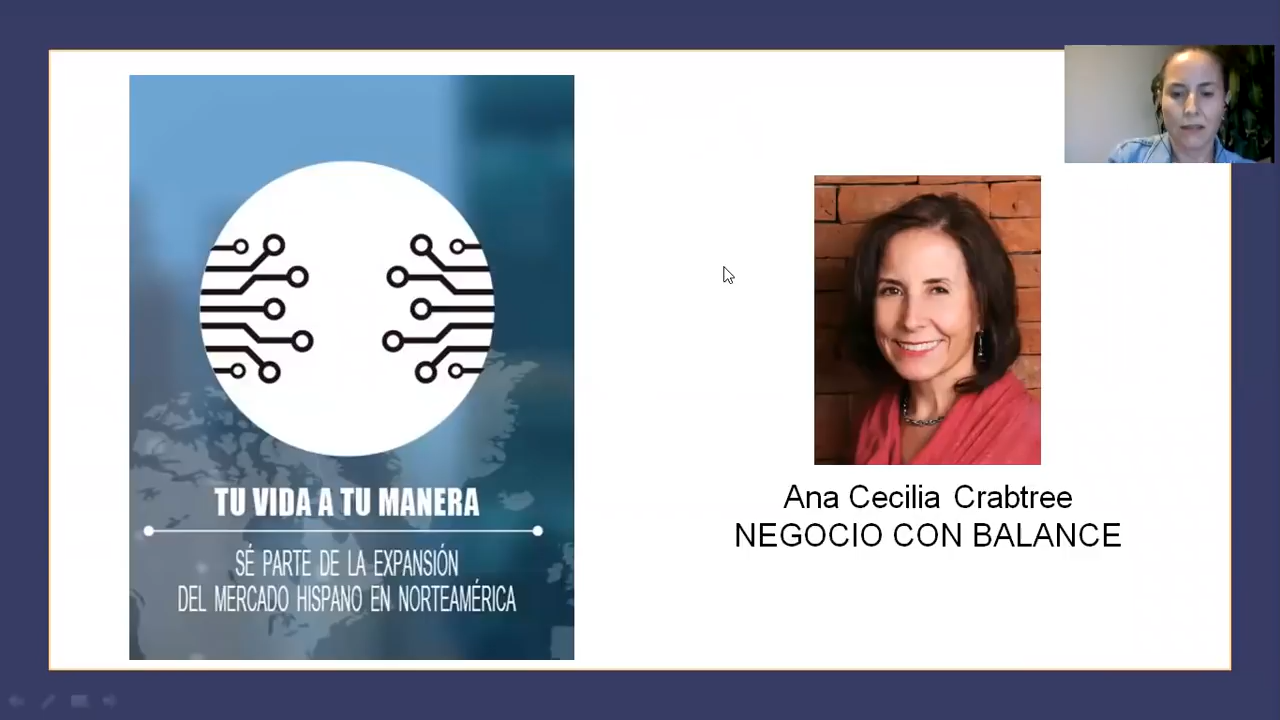 TU VIDA A TU MANERA
SÉ PARTE DE LA EXPANSIÓN
DEL MERCADO HISPANO EN NORTEAMÉRICA
Ana Cecilia Crabtree
NEGOCIO CON BALANCE